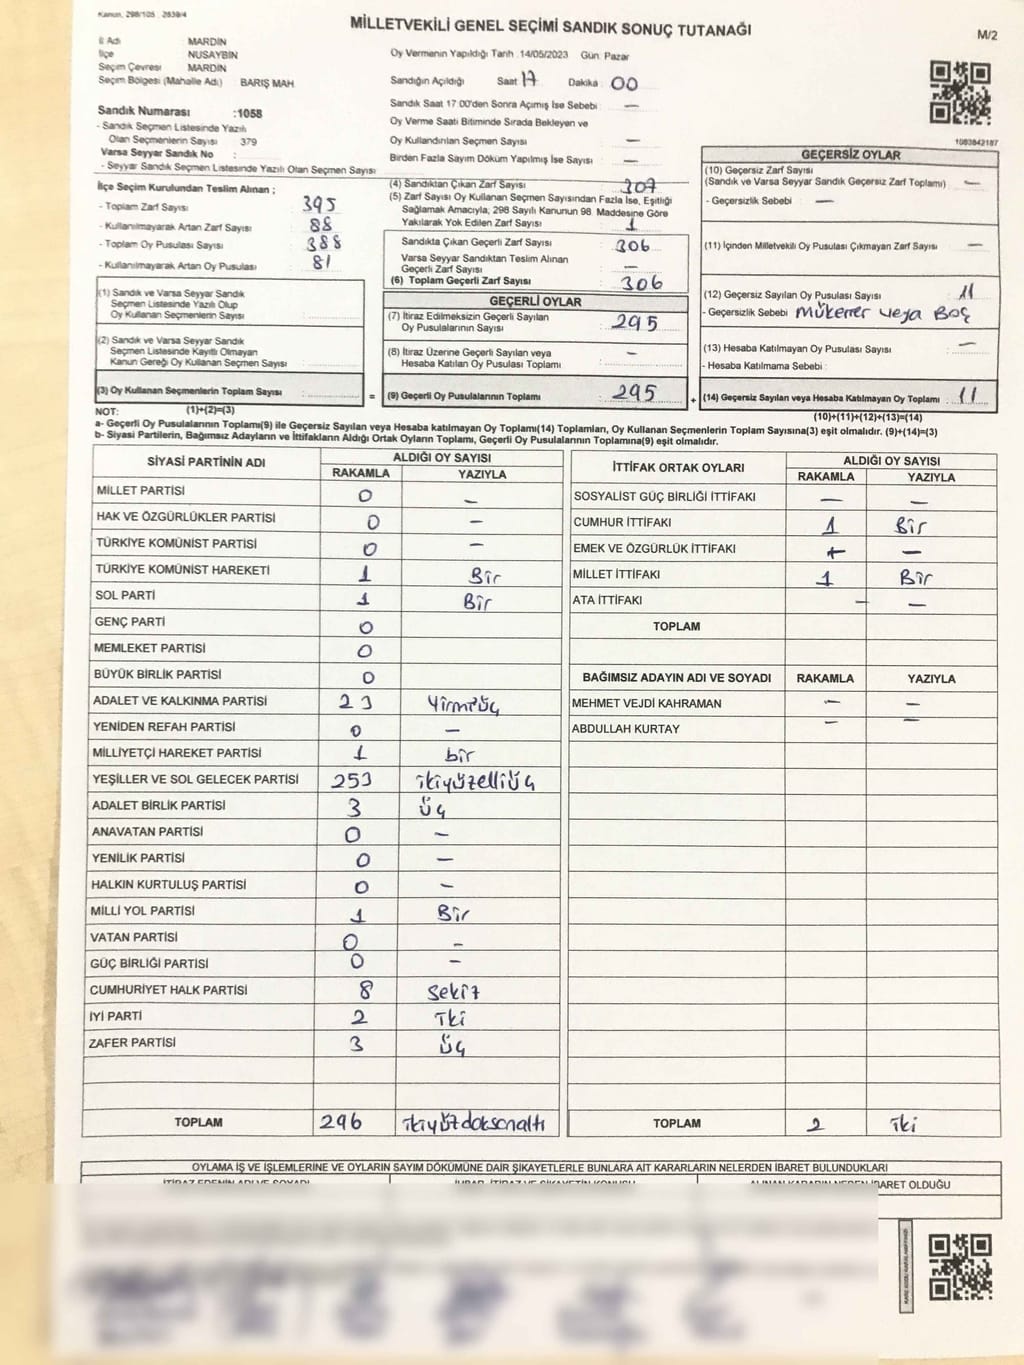 Kanun, 298/105 , 2839/4
MİLLETVEKİLİ GENEL SEÇİMİ SANDIK SONUÇ TUTANAĞI
M/2
İl Adı MARDİN
İlçe NUSAYBİN
Seçim Çevresi MARDİN
Seçim Bölgesi (Mahalle Adı) BARIŞ MAH
Oy Vermenin Yapıldığı Tarih :14/05/2023 Gün: Pazar
Sandığın Açıldığı Saat 17 Dakika 00
Sandık Saat 17:00'den Sonra Açımış İse Sebebi : —
Oy Verme Saati Bitiminde Sırada Bekleyen ve
Oy Kullandırılan Seçmen Sayısı : —
Birden Fazla Sayım Döküm Yapılmış İse Sayısı : —
1083842187
Sandık Numarası :1058
- Sandık Seçmen Listesinde Yazılı
Olan Seçmenlerin Sayısı 379
Varsa Seyyar Sandık No :
- Seyyar Sandık Seçmen Listesinde Yazılı Olan Seçmen Sayısı
İlçe Seçim Kurulundan Teslim Alınan ;
- Toplam Zarf Sayısı : 395
- Kullanılmayarak Artan Zarf Sayısı : 88
- Toplam Oy Pusulası Sayısı : 388
- Kullanılmayarak Artan Oy Pusulası : 81
(1) Sandık ve Varsa Seyyar Sandık
Seçmen Listesinde Yazılı Olup
Oy Kullanan Seçmenlerin Sayısı :
(2) Sandık ve Varsa Seyyar Sandık
Seçmen Listesinde Kayıtlı Olmayan
Kanun Gereği Oy Kullanan Seçmen Sayısı :
(3) Oy Kullanan Seçmenlerin Toplam Sayısı :
(1)+(2)=(3)
(4) Sandıktan Çıkan Zarf Sayısı : 307
(5) Zarf Sayısı Oy Kullanan Seçmen Sayısından Fazla İse, Eşitliği
Sağlamak Amacıyla, 298 Sayılı Kanunun 98. Maddesine Göre
Yakılarak Yok Edilen Zarf Sayısı : 1
Sandıkta Çıkan Geçerli Zarf Sayısı : 306
Varsa Seyyar Sandıktan Teslim Alınan
Geçerli Zarf Sayısı : —
(6) Toplam Geçerli Zarf Sayısı : 306
GEÇERLİ OYLAR
(7) İtiraz Edilmeksizin Geçerli Sayılan
Oy Pusulalarının Sayısı : 295
(8) İtiraz Üzerine Geçerli Sayılan veya
Hesaba Katılan Oy Pusulası Toplamı : —
= (9) Geçerli Oy Pusulalarının Toplamı : 295
GEÇERSİZ OYLAR
(10) Geçersiz Zarf Sayısı
(Sandık ve Varsa Seyyar Sandık Geçersiz Zarf Toplamı) : —
- Geçersizlik Sebebi : —
(11) İçinden Milletvekili Oy Pusulası Çıkmayan Zarf Sayısı : —
(12) Geçersiz Sayılan Oy Pusulası Sayısı : 11
- Geçersizlik Sebebi : Mükerrer veya Boş
(13) Hesaba Katılmayan Oy Pusulası Sayısı : —
- Hesaba Katılmama Sebebi :
+ (14) Geçersiz Sayılan veya Hesaba Katılmayan Oy Toplamı : 11
(10)+(11)+(12)+(13)=(14)
NOT:
a- Geçerli Oy Pusulalarının Toplamı(9) ile Geçersiz Sayılan veya Hesaba katılmayan Oy Toplamı(14) Toplamları, Oy Kullanan Seçmenlerin Toplam Sayısına(3) eşit olmalıdır. (9)+(14)=(3)
b- Siyasi Partilerin, Bağımsız Adayların ve İttifakların Aldığı Ortak Oyların Toplamı, Geçerli Oy Pusulalarının Toplamına(9) eşit olmalıdır.
SİYASİ PARTİNİN ADI ALDIĞI OY SAYISI
RAKAMLA YAZIYLA
MİLLET PARTİSİ 0 —
HAK VE ÖZGÜRLÜKLER PARTİSİ 0 —
TÜRKİYE KOMÜNİST PARTİSİ 0 —
TÜRKİYE KOMÜNİST HAREKETİ 1 Bir
SOL PARTİ 1 Bir
GENÇ PARTİ 0
MEMLEKET PARTİSİ 0
BÜYÜK BİRLİK PARTİSİ 0
ADALET VE KALKINMA PARTİSİ 23 Yirmiüç
YENİDEN REFAH PARTİSİ 0 —
MİLLİYETÇİ HAREKET PARTİSİ 1 bir
YEŞİLLER VE SOL GELECEK PARTİSİ 253 ikiyüzelliüç
ADALET BİRLİK PARTİSİ 3 üç
ANAVATAN PARTİSİ 0 —
YENİLİK PARTİSİ 0 —
HALKIN KURTULUŞ PARTİSİ 0 —
MİLLİ YOL PARTİSİ 1 Bir
VATAN PARTİSİ 0 —
GÜÇ BİRLİĞİ PARTİSİ 0 —
CUMHURİYET HALK PARTİSİ 8 Sekiz
İYİ PARTİ 2 İki
ZAFER PARTİSİ 3 Üç
TOPLAM 296 ikiyüzdoksanaltı
İTTİFAK ORTAK OYLARI ALDIĞI OY SAYISI
RAKAMLA YAZIYLA
SOSYALİST GÜÇ BİRLİĞİ İTTİFAKI — —
CUMHUR İTTİFAKI 1 Bir
EMEK VE ÖZGÜRLÜK İTTİFAKI — —
MİLLET İTTİFAKI 1 Bir
ATA İTTİFAKI — —
TOPLAM
BAĞIMSIZ ADAYIN ADI VE SOYADI RAKAMLA YAZIYLA
MEHMET VEJDİ KAHRAMAN — —
ABDULLAH KURTAY — —
TOPLAM 2 iki
OYLAMA İŞ VE İŞLEMLERİNE VE OYLARIN SAYIM DÖKÜMÜNE DAİR ŞİKAYETLERLE BUNLARA AİT KARARLARIN NELERDEN İBARET BULUNDUKLARI
İTİRAZ EDENİN ADI VE SOYADI İHBAR, İTİRAZ VE ŞİKAYETİN KONUSU ALINAN KARARIN NEDEN İBARET OLDUĞU